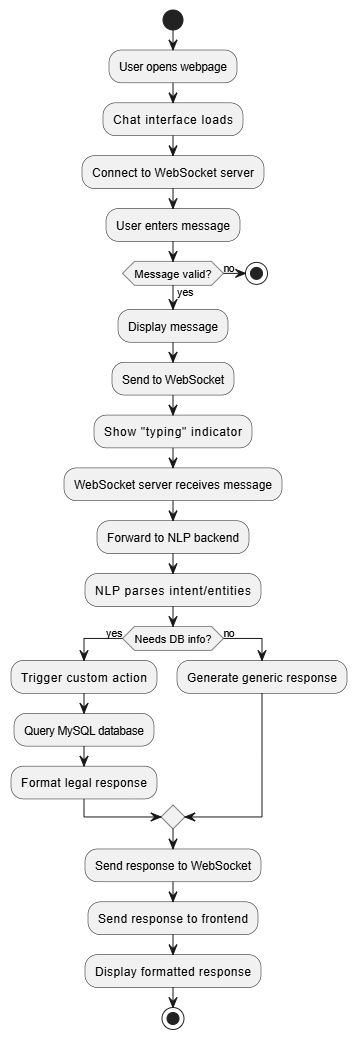 User opens webpage
Chat interface loads
Connect to WebSocket server
User enters message
Message valid?
no
yes
Display message
Send to WebSocket
Show "typing" indicator
WebSocket server receives message
Forward to NLP backend
NLP parses intent/entities
yes
Needs DB info?
no
Trigger custom action
Generate generic response
Query MySQL database
Format legal response
Send response to WebSocket
Send response to frontend
Display formatted response